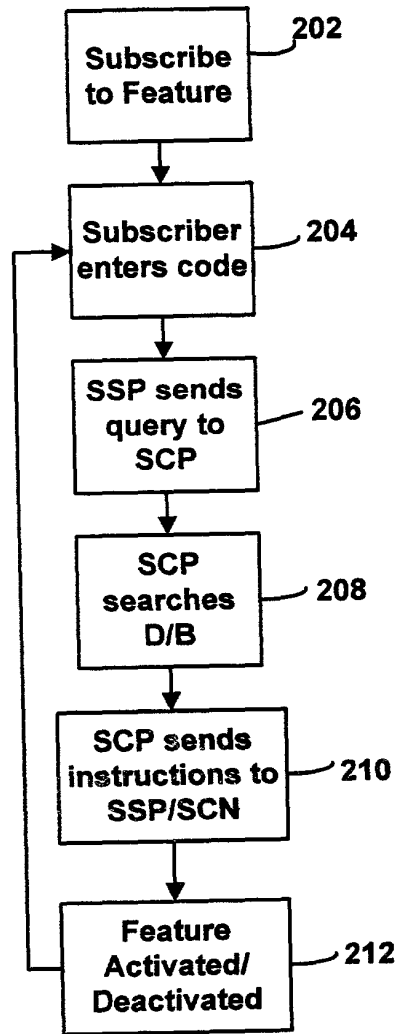 202
Subscribe
to Feature
Subscriber
enters code
204
SSP sends
query to
SCP
206
SCP
searches
D/B
208
SCP sends
instructions to
SSP/SCN
210
Feature
Activated/
Deactivated
212